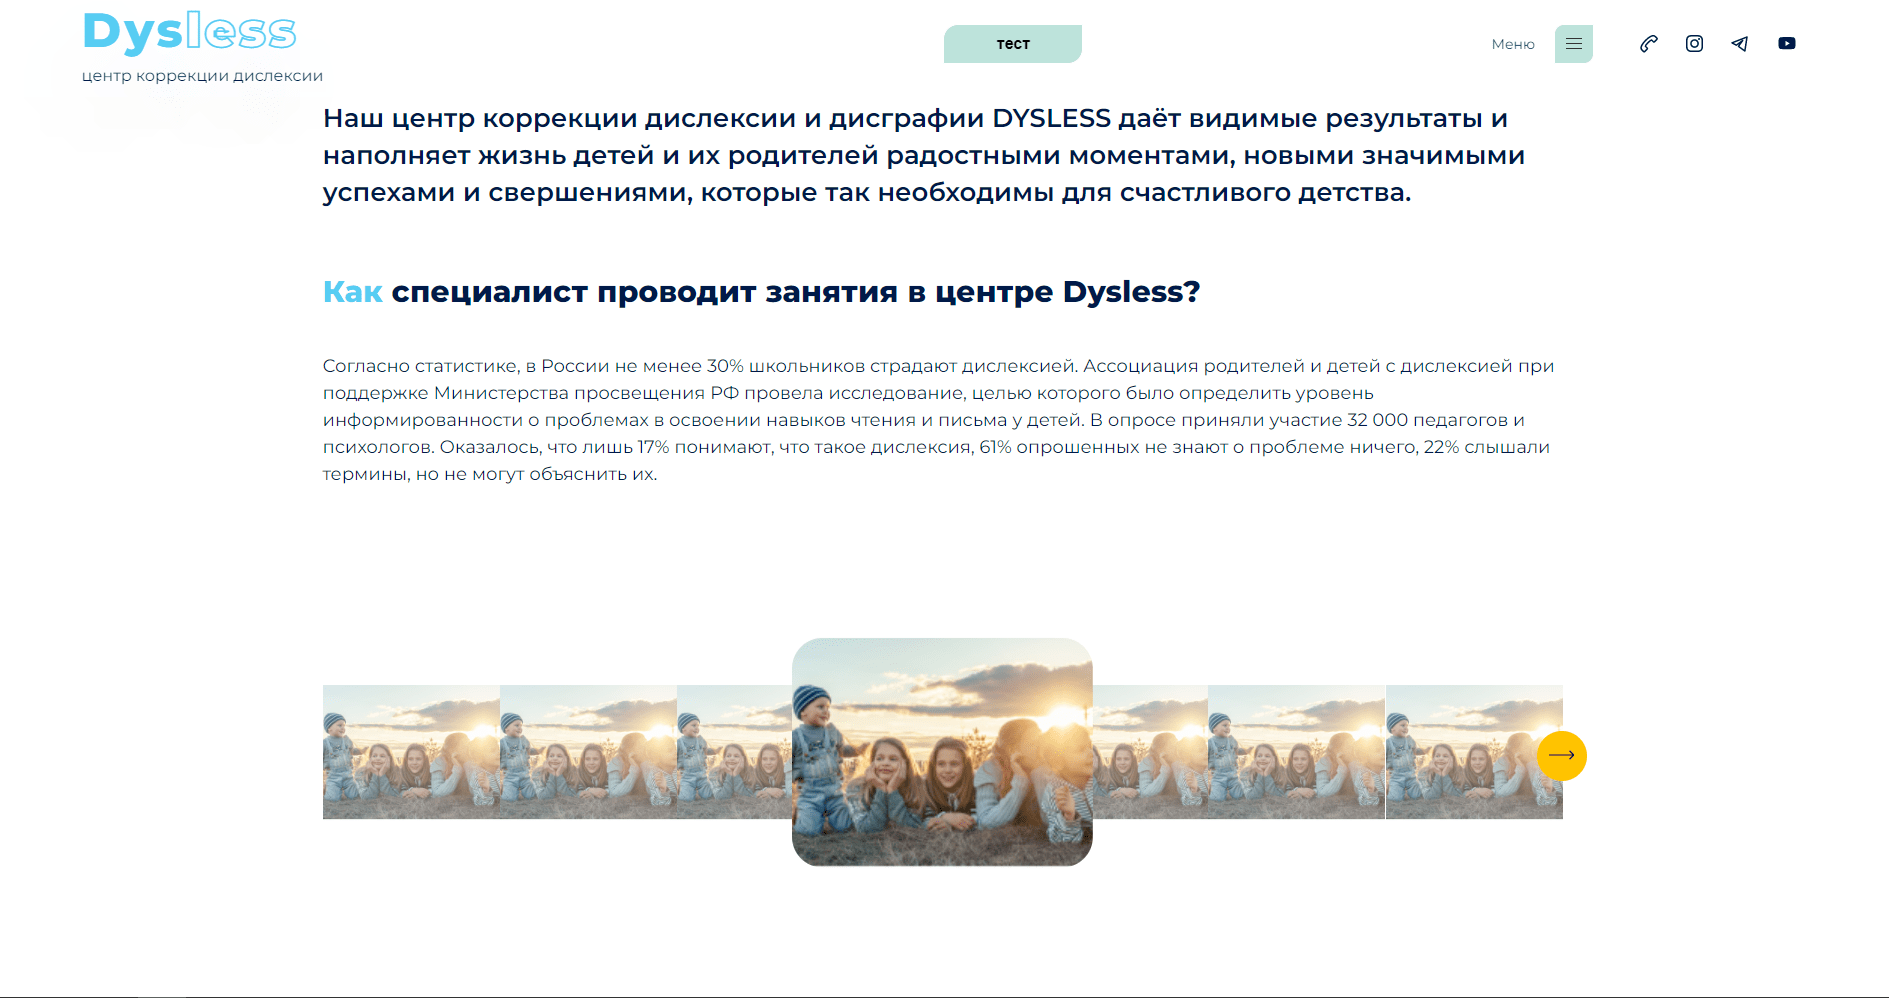 Dysless
центр коррекции дислексии
тест
Меню
Наш центр коррекции дислексии и дисграфии DYSLESS даёт видимые результаты и
наполняет жизнь детей и их родителей радостными моментами, новыми значимыми
успехами и свершениями, которые так необходимы для счастливого детства.
Как специалист проводит занятия в центре Dysless?
Согласно статистике, в России не менее 30% школьников страдают дислексией. Ассоциация родителей и детей с дислексией при
поддержке Министерства просвещения РФ провела исследование, целью которого было определить уровень
информированности о проблемах в освоении навыков чтения и письма у детей. В опросе приняли участие 32 000 педагогов и
психологов. Оказалось, что лишь 17% понимают, что такое дислексия, 61% опрошенных не знают о проблеме ничего, 22% слышали
термины, но не могут объяснить их.